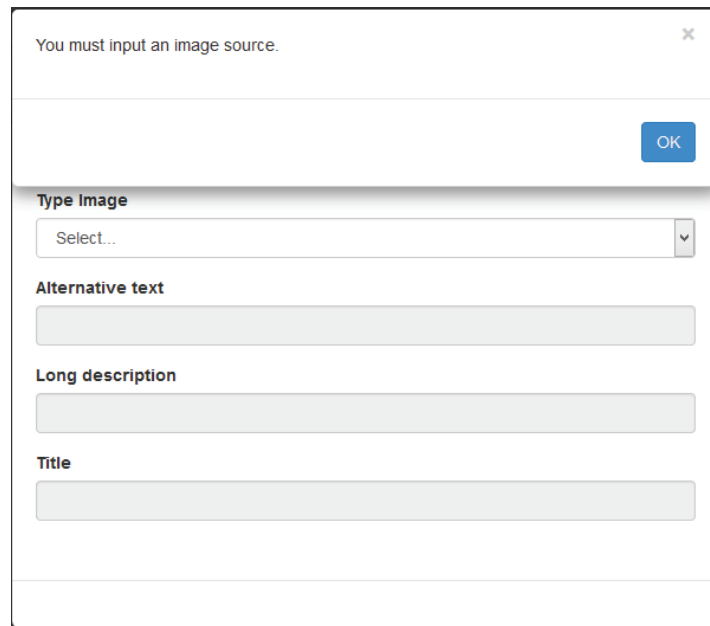 You must input an image source.
×
OK
Type Image
Select...
Alternative text
Long description
Title